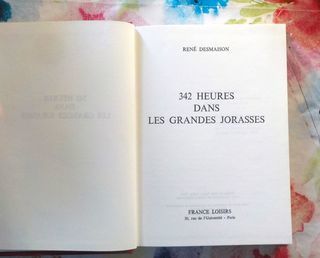 RENÉ DESMAISON
342 HEURES
DANS
LES GRANDES JORASSES
FRANCE LOISIRS
31, rue de l'Université - Paris